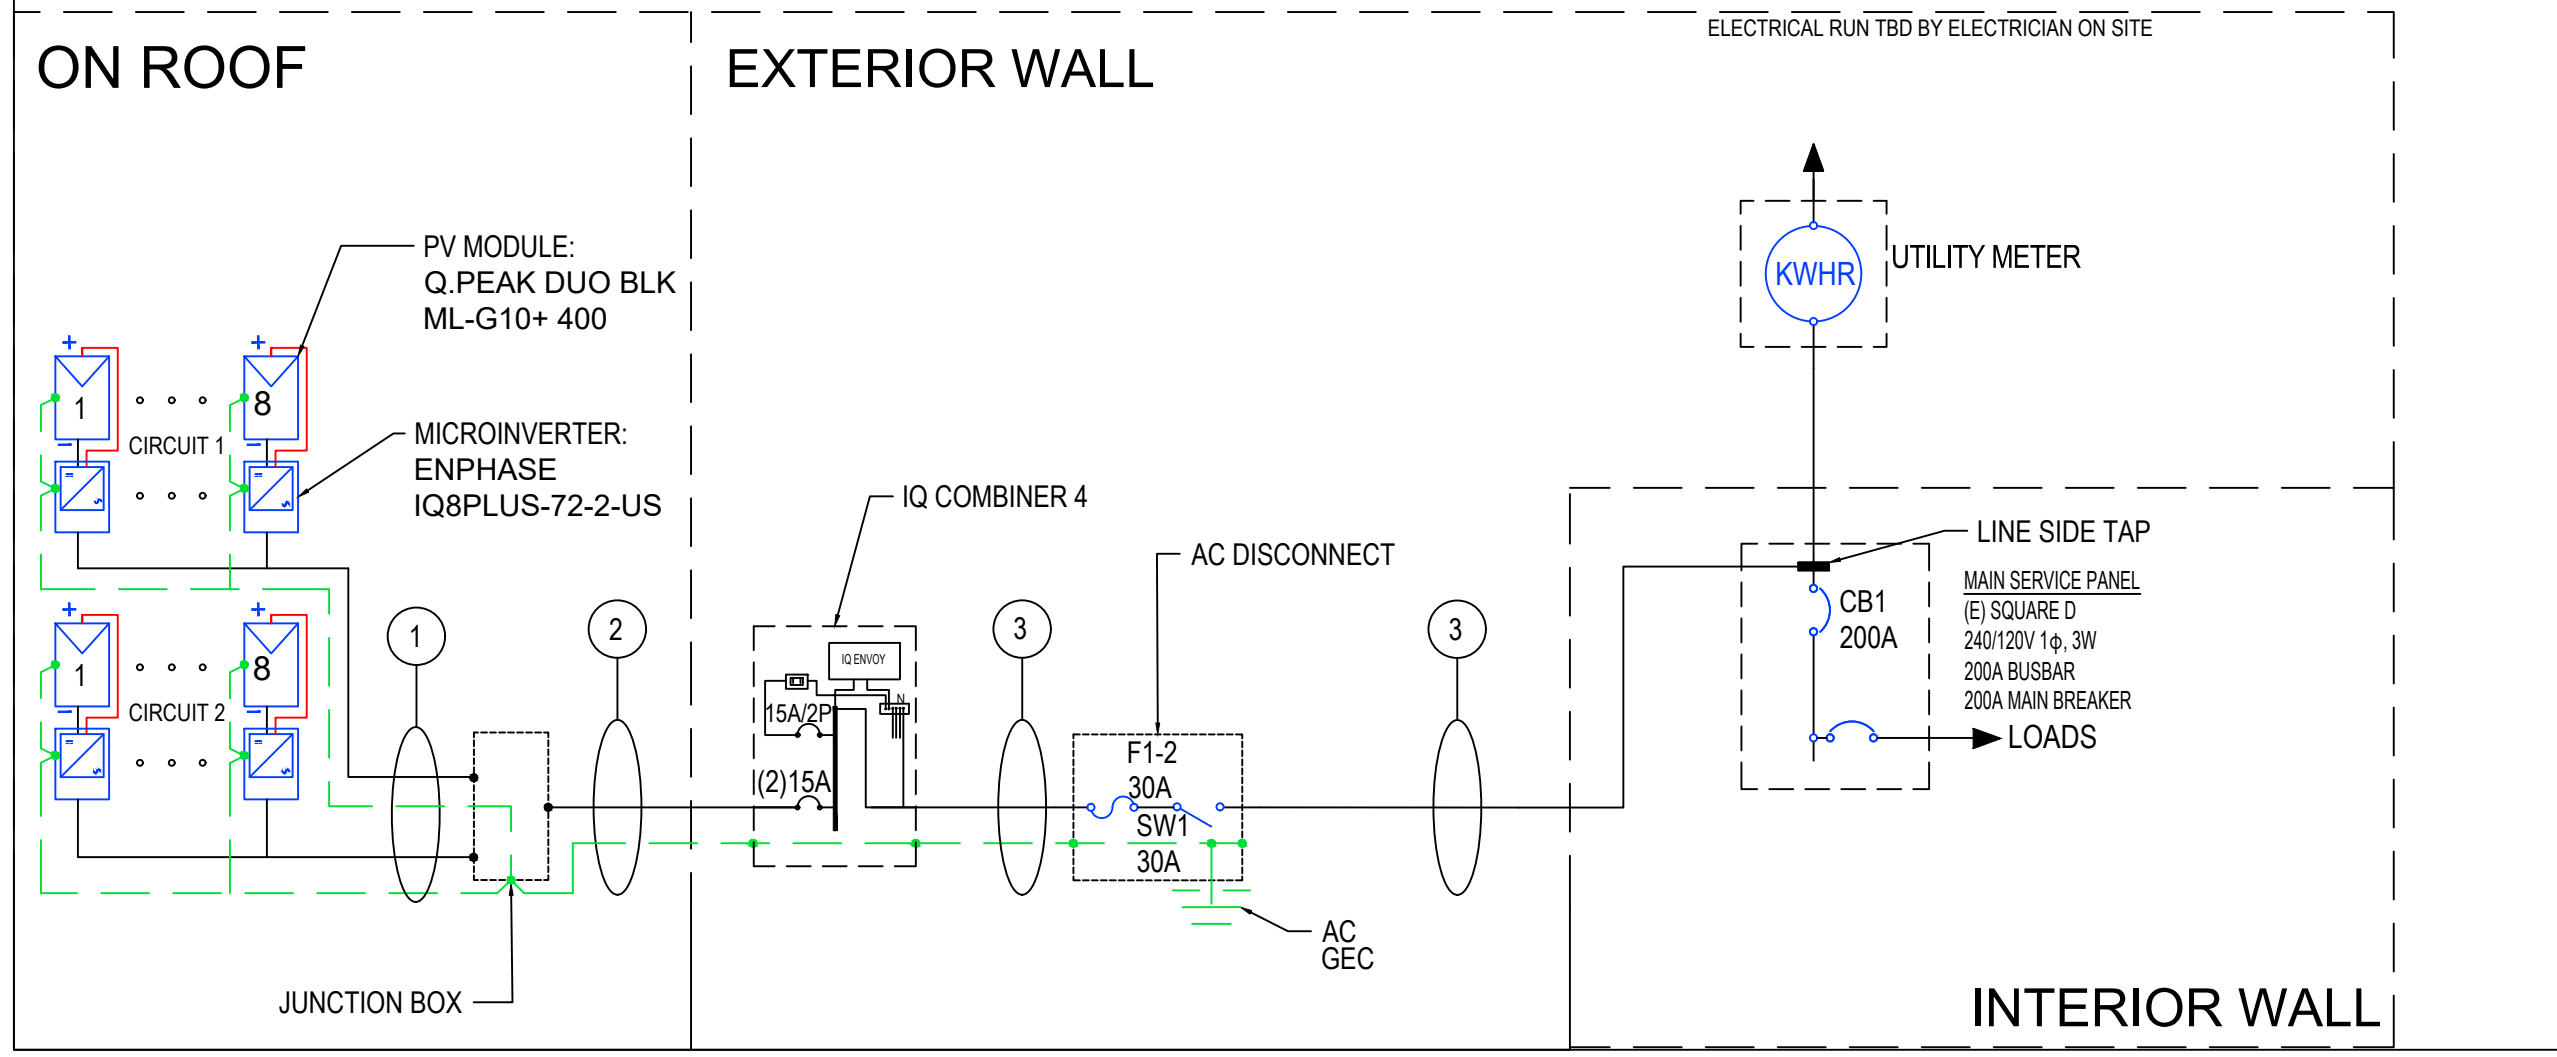 ELECTRICAL RUN TBD BY ELECTRICIAN ON SITE
ON ROOF
EXTERIOR WALL
PV MODULE:
Q.PEAK DUO BLK
ML-G10+ 400
KWHR
UTILITY METER
+
+
1
8
CIRCUIT 1
MICROINVERTER:
ENPHASE
IQ8PLUS-72-2-US
IQ COMBINER 4
AC DISCONNECT
LINE SIDE TAP
MAIN SERVICE PANEL
(E) SQUARE D
240/120V 1ϕ, 3W
200A BUSBAR
200A MAIN BREAKER
CB1
200A
LOADS
+
+
1
8
CIRCUIT 2
1
2
3
3
IQ ENVOY
N
15A/2P
(2)15A
F1-2
30A
SW1
30A
AC
GEC
JUNCTION BOX
INTERIOR WALL